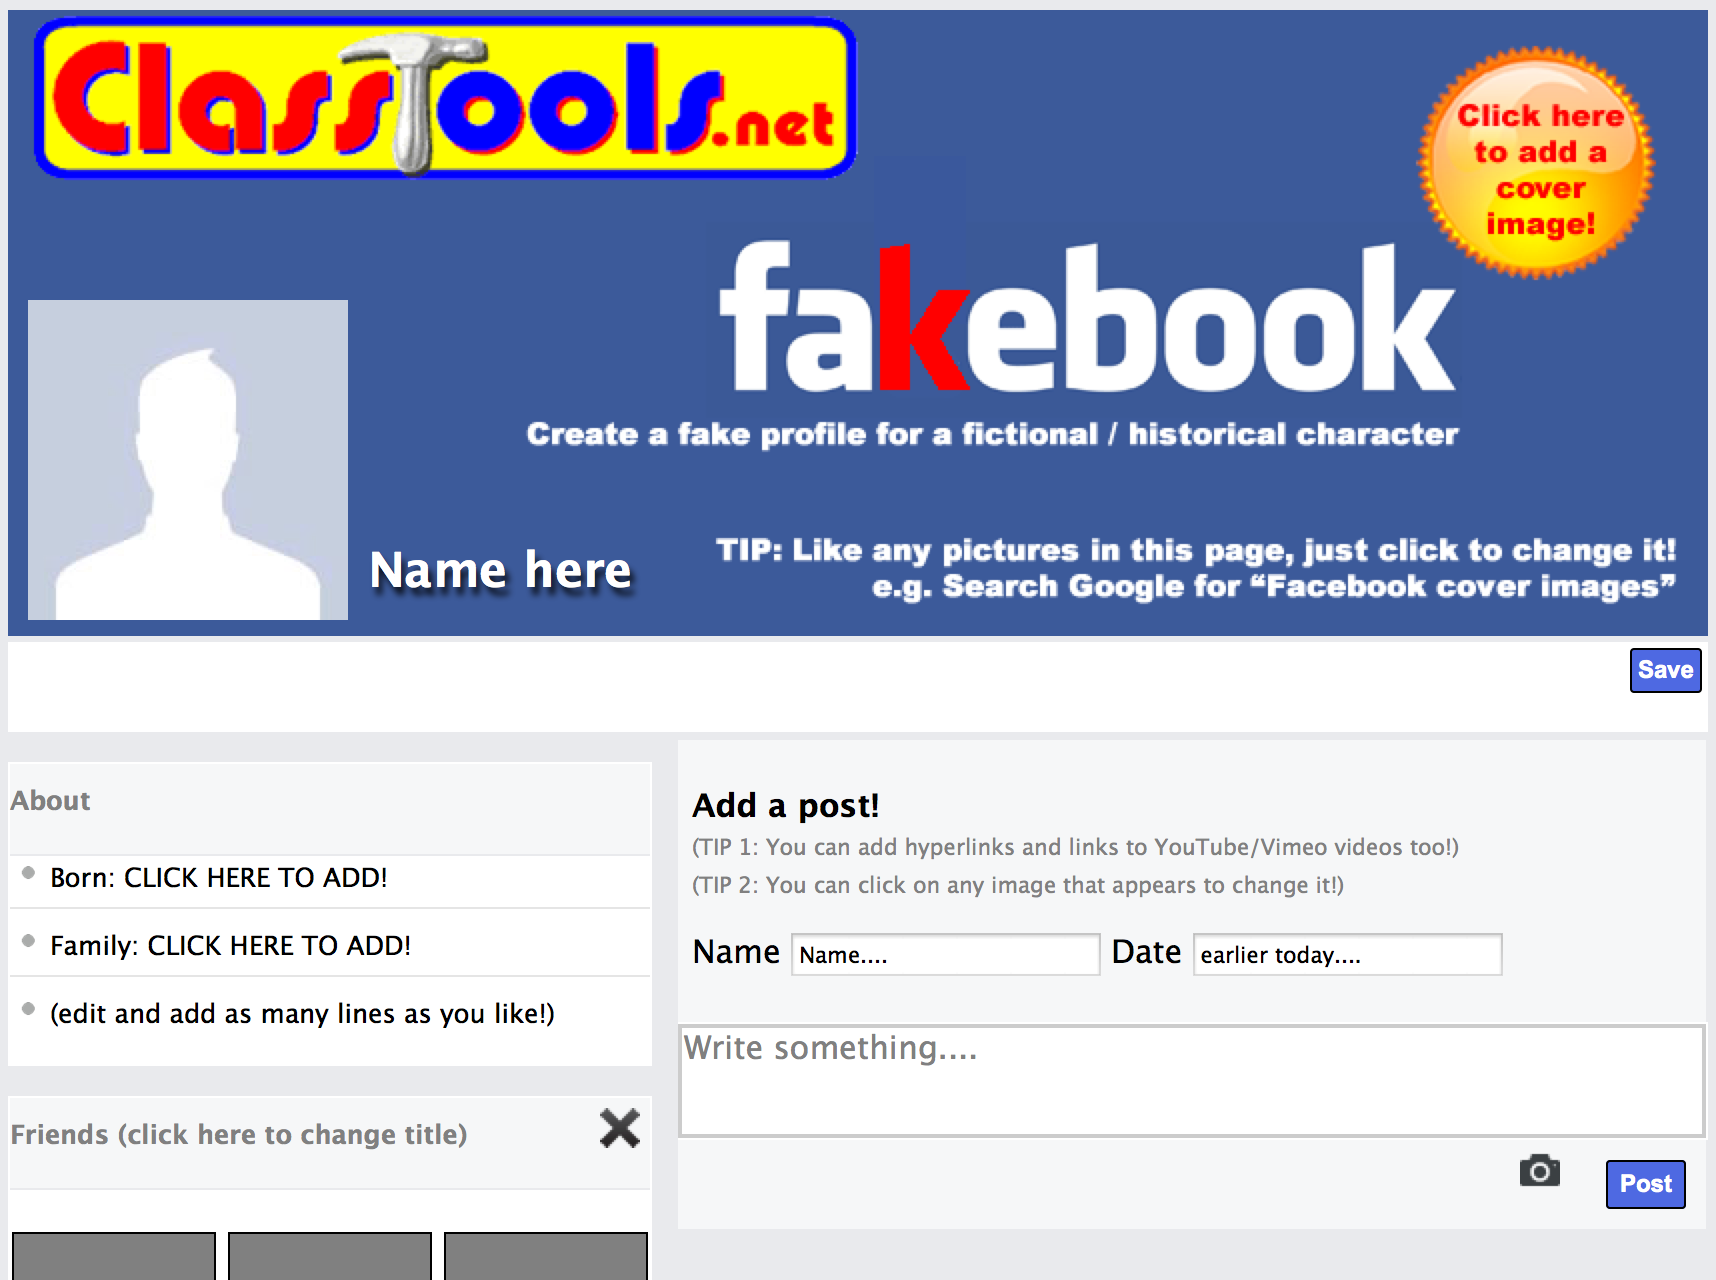 ClassTools.net
Click here
to add a
cover
image!
fakebook
Create a fake profile for a fictional / historical character
Name here
TIP: Like any pictures in this page, just click to change it!
e.g. Search Google for “Facebook cover images”
Save
About
Born: CLICK HERE TO ADD!
Family: CLICK HERE TO ADD!
(edit and add as many lines as you like!)
Friends (click here to change title)
Add a post!
(TIP 1: You can add hyperlinks and links to YouTube/Vimeo videos too!)
(TIP 2: You can click on any image that appears to change it!)
Name Name.... Date earlier today....
Write something....
Post